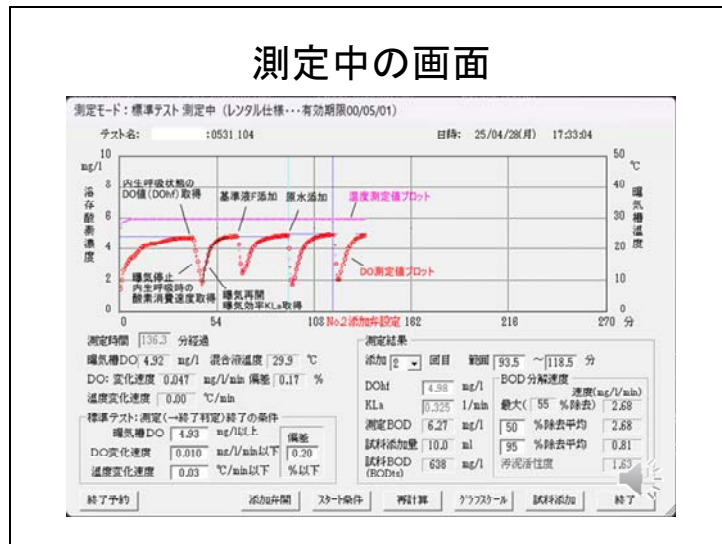 測定中の画面
測定モード：標準テスト 測定中（レンタル仕様・・・有効期限00/05/01）
テスト名: :0531_104 日時: 25/04/28(月) 17:33:04
mg/l
溶存酸素濃度
10
8
6
4
2
0
内生呼吸状態の
DO値（DOhf）取得
基準液F添加
原水添加
温度測定値プロット
曝気停止
内生呼吸時の
酸素消費速度取得
曝気再開
曝気効率KLa取得
DO測定値プロット
50
40
30
20
10
0
℃
曝気槽温度
0 54 108 No.2添加弁設定 162 216 270 分
測定時間 136.3 分経過
曝気槽DO 4.92 mg/l 混合液温度 29.9 ℃
DO: 変化速度 0.047 mg/l/min 偏差 0.17 %
温度変化速度 0.00 ℃/min
標準テスト:測定(→終了判定)終了の条件
曝気槽DO 4.93 mg/l以上 偏差
DO変化速度 0.010 mg/l/min以下 0.20
温度変化速度 0.03 ℃/min以下 %以下
測定結果
添加 2 回目 範囲 93.5 ～ 118.5 分
DOhf 4.98 mg/l
KLa 0.325 1/min
測定BOD 6.27 mg/l
試料添加量 10.0 ml
試料BOD 638 mg/l
(BODts)
BOD分解速度
速度(mg/l/min)
最大( 55 %除去) 2.68
50 %除去平均 2.68
95 %除去平均 0.81
汚泥活性度 1.63
終了予約 添加弁開 スタート条件 再計算 グラフスケール 試料添加 終了